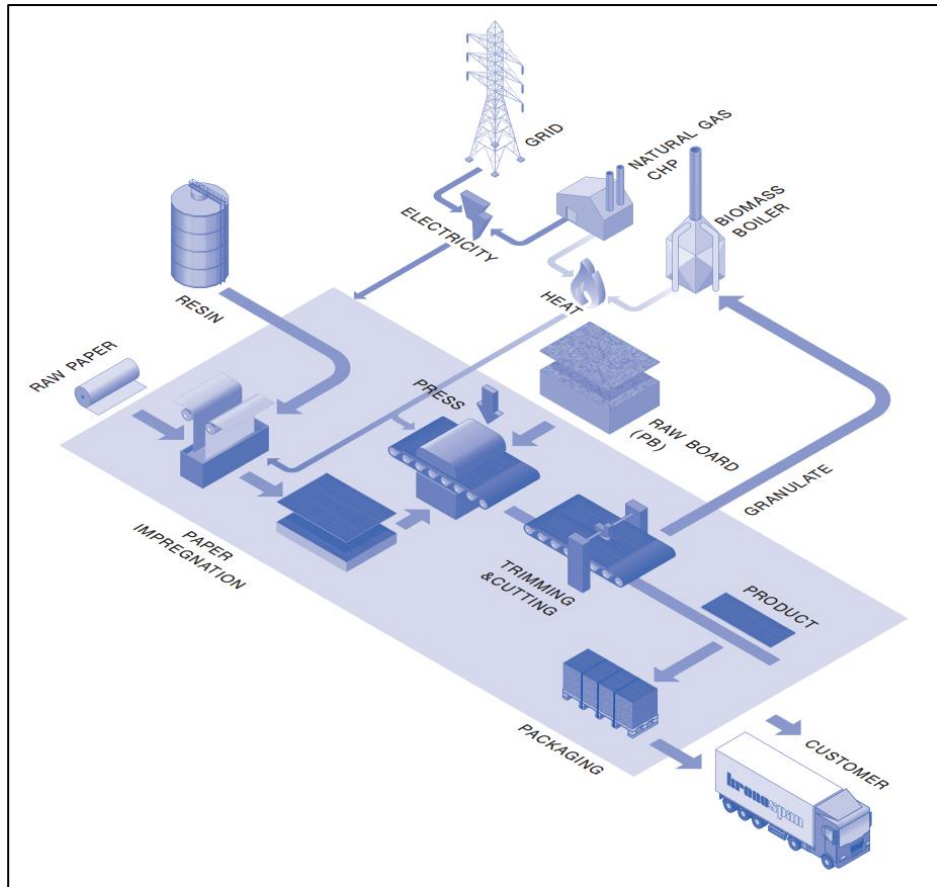 GRID
NATURAL GAS
CHP
BIOMASS
BOILER
ELECTRICITY
HEAT
RESIN
RAW PAPER
PRESS
RAW BOARD
(PB)
GRANULATE
PAPER
IMPREGNATION
TRIMMING
&CUTTING
PRODUCT
PACKAGING
CUSTOMER
kronospan